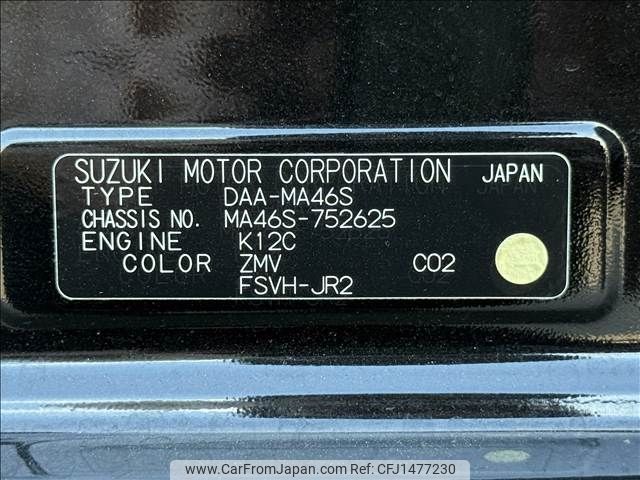 SUZUKI MOTOR CORPORATION JAPAN
TYPE DAA-MA46S
CHASSIS NO. MA46S-752625
ENGINE K12C
COLOR ZMV C02
FSVH-JR2
www.CarFromJapan.com CFJ1477230